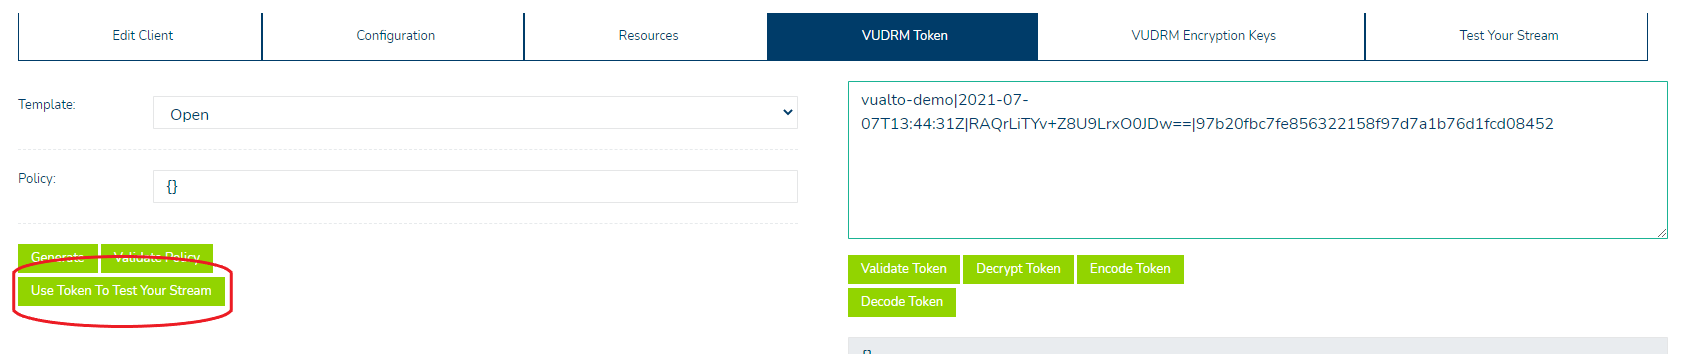 Edit Client
Configuration
Resources
VUDRM Token
VUDRM Encryption Keys
Test Your Stream
Template:
Open
Policy:
{}
Generate
Validate Policy
Use Token To Test Your Stream
vualto-demo|2021-07-
07T13:44:31Z|RAQrLiTYv+Z8U9LrxO0JDw==|97b20fbc7fe856322158f97d7a1b76d1fcd08452
Validate Token
Decrypt Token
Encode Token
Decode Token